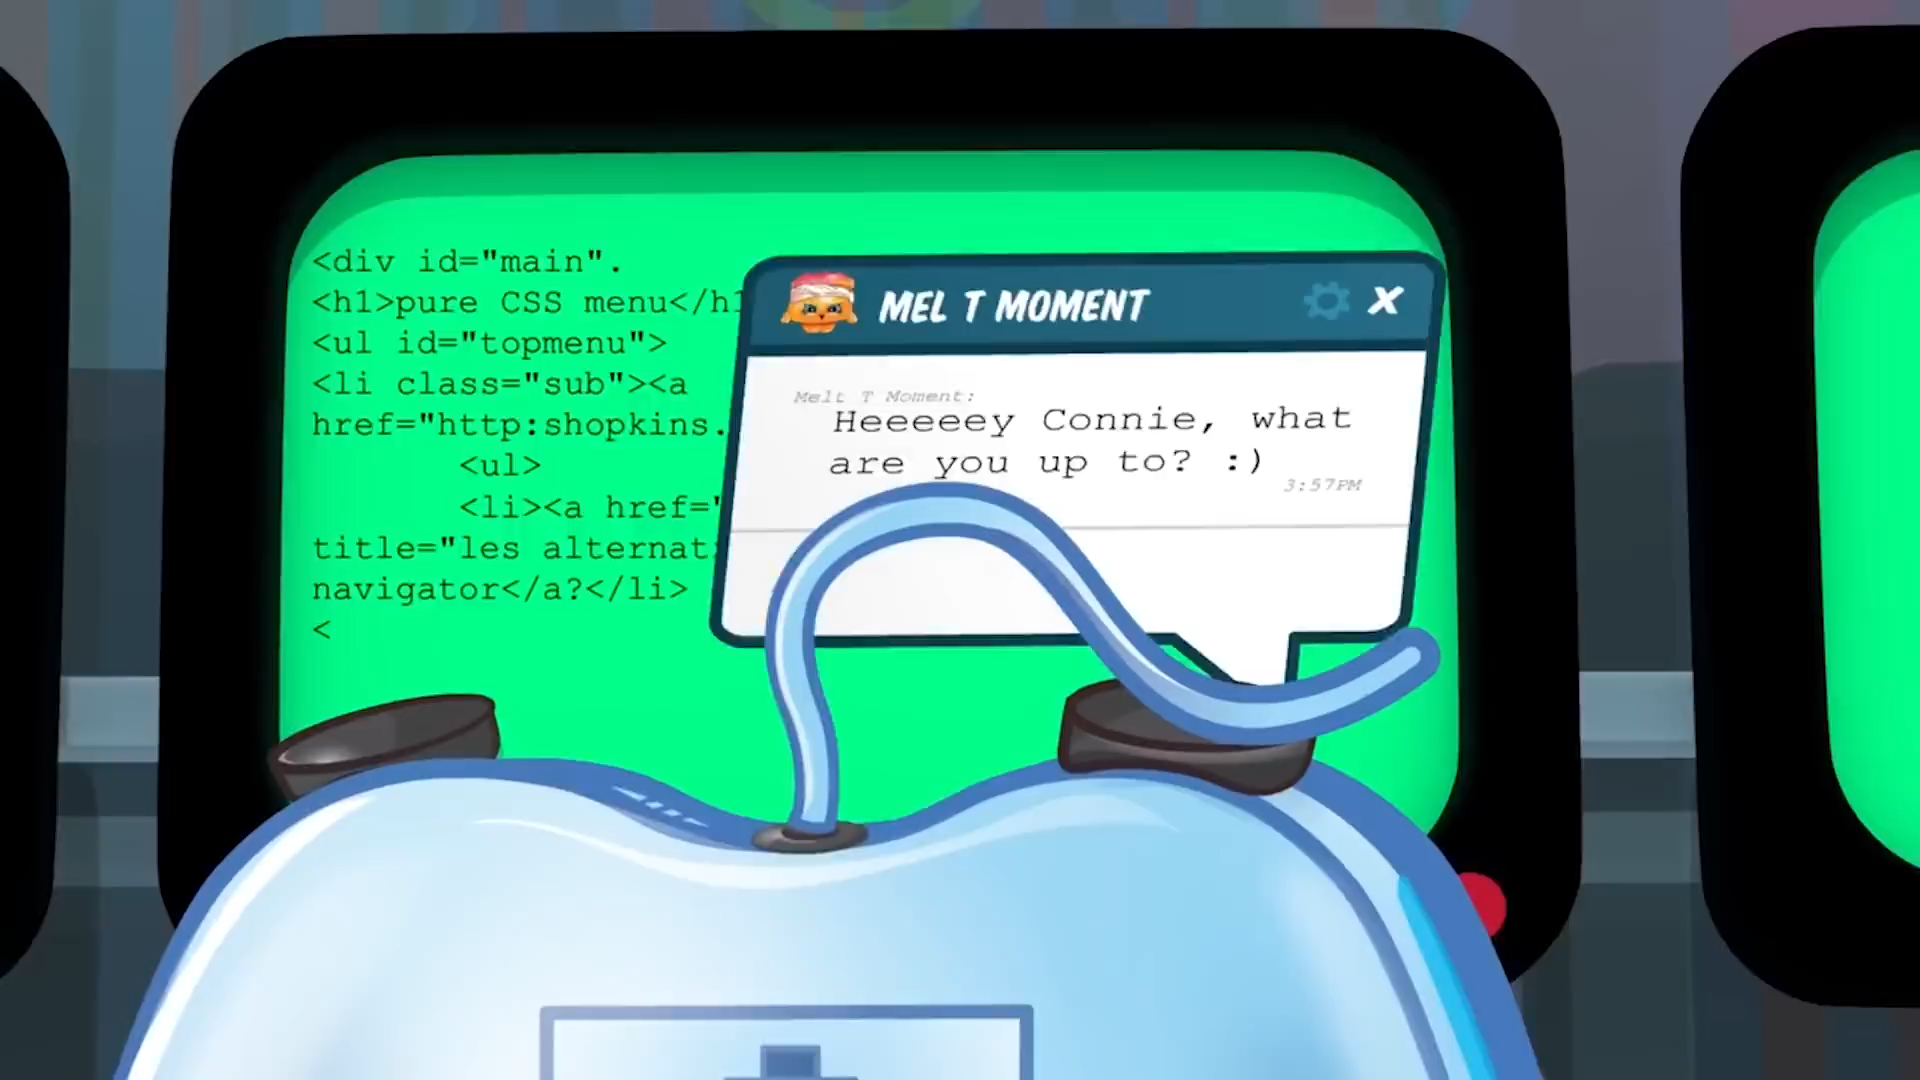 <div id="main".
<h1>pure CSS menu</h1
<ul id="topmenu">
<li class="sub"><a
href="http:shopkins.
<ul>
<li><a href="
title="les alternat
navigator</a?</li>
<
MEL T MOMENT X
Melt T Moment:
Heeeeey Connie, what
are you up to? :)
3:57PM